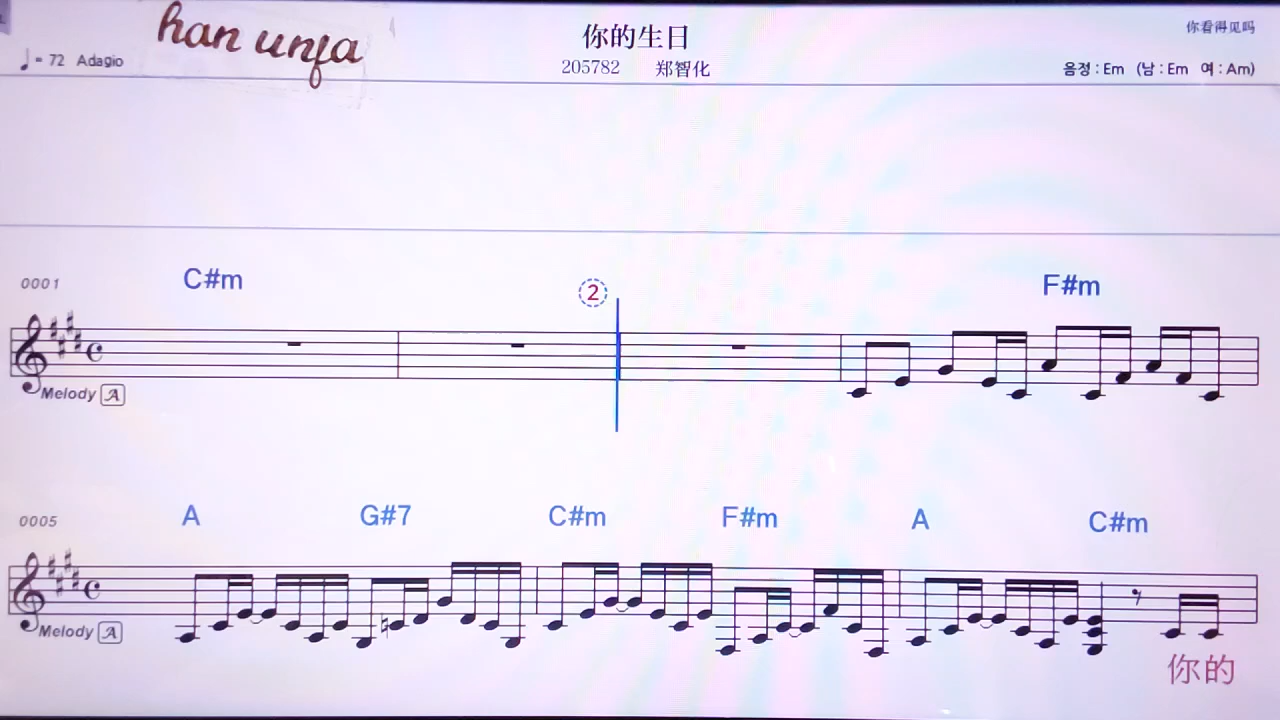 han unfa
你的生日
你看得见吗
♩= 72 Adagio
205782 郑智化
음정 : Em (남 : Em 여 : Am)
0001 C#m ② F#m
Melody A
0005 A G#7 C#m F#m A C#m
Melody A
你的